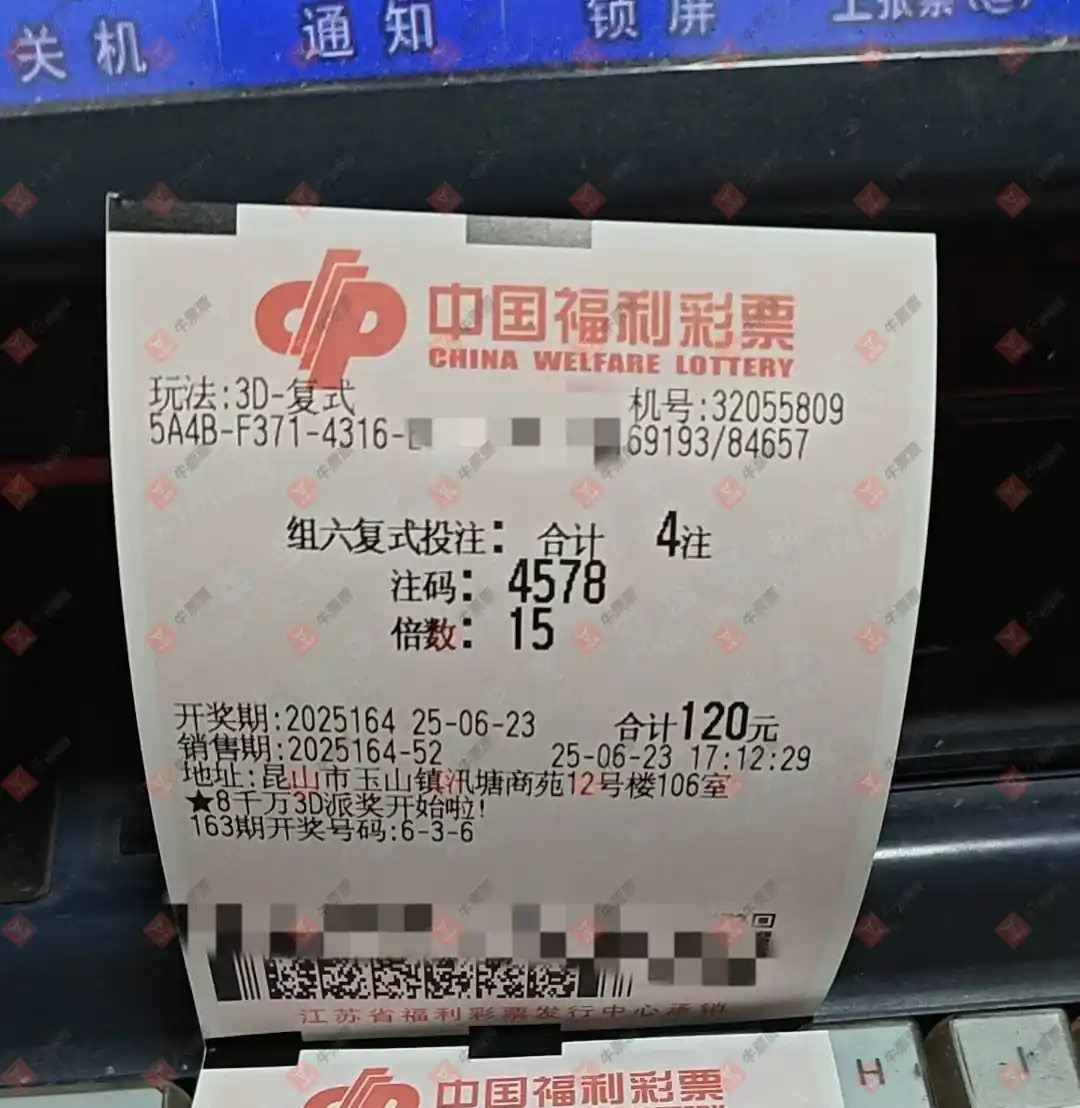 关机 通知 锁屏
中国福利彩票
CHINA WELFARE LOTTERY
玩法:3D-复式
机号:32055809
5A4B-F371-4316-
69193/84657
组六复式投注: 合计 4注
注码: 4578
倍数: 15
开奖期:2025164 25-06-23 合计120元
销售期:2025164-52 25-06-23 17:12:29
地址:昆山市玉山镇汛塘商苑12号楼106室
★8千万3D派奖开始啦!
163期开奖号码:6-3-6
江苏省福利彩票发行中心承销
中国福利彩票
H